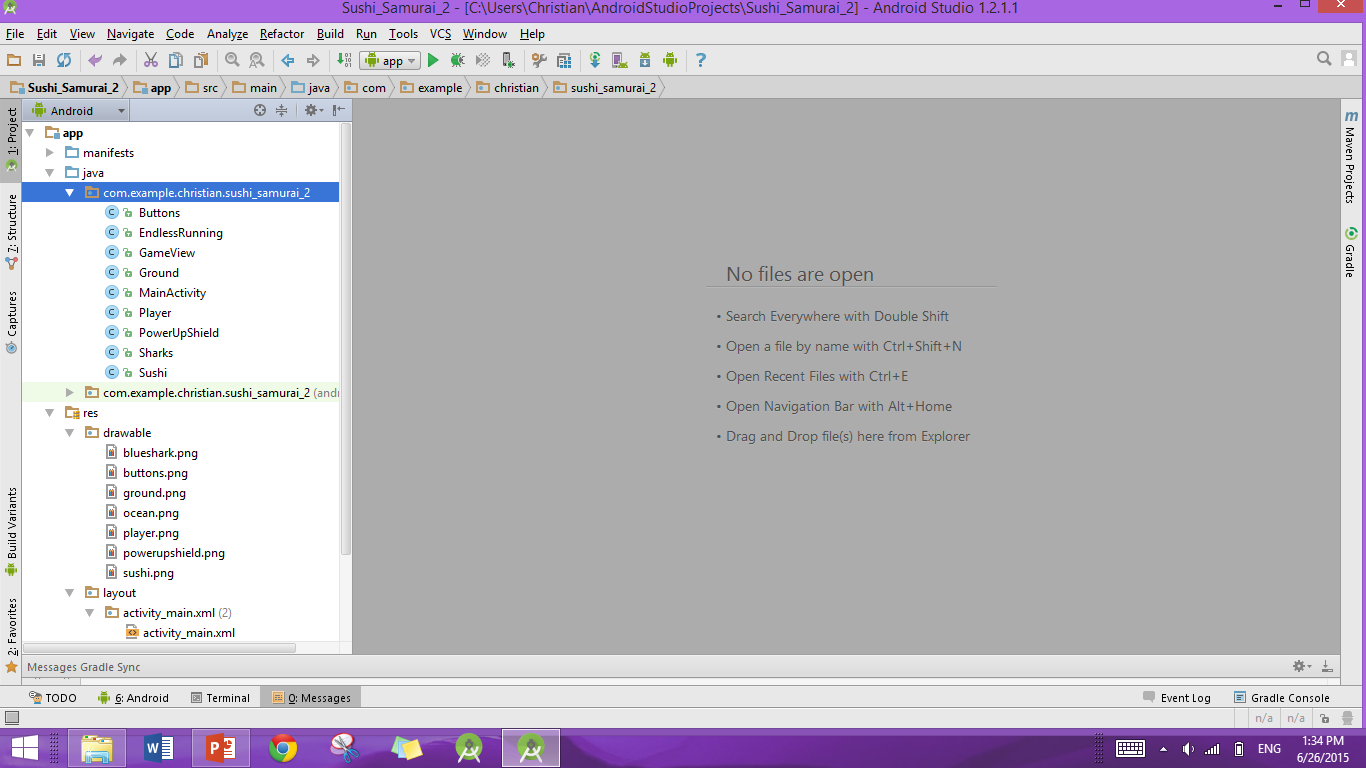 Sushi_Samurai_2 - [C:\Users\Christian\AndroidStudioProjects\Sushi_Samurai_2] - Android Studio 1.2.1.1
File Edit View Navigate Code Analyze Refactor Build Run Tools VCS Window Help
app
Sushi_Samurai_2 app src main java com example christian sushi_samurai_2
1: Project
7: Structure
Captures
Build Variants
2: Favorites
Android
app
manifests
java
com.example.christian.sushi_samurai_2
Buttons
EndlessRunning
GameView
Ground
MainActivity
Player
PowerUpShield
Sharks
Sushi
com.example.christian.sushi_samurai_2 (andr
res
drawable
blueshark.png
buttons.png
ground.png
ocean.png
player.png
powerupshield.png
sushi.png
layout
activity_main.xml (2)
activity_main.xml
No files are open
• Search Everywhere with Double Shift
• Open a file by name with Ctrl+Shift+N
• Open Recent Files with Ctrl+E
• Open Navigation Bar with Alt+Home
• Drag and Drop file(s) here from Explorer
m Maven Projects
Gradle
Messages Gradle Sync
TODO 6: Android Terminal 0: Messages Event Log Gradle Console
n/a n/a
ENG
1:34 PM
6/26/2015